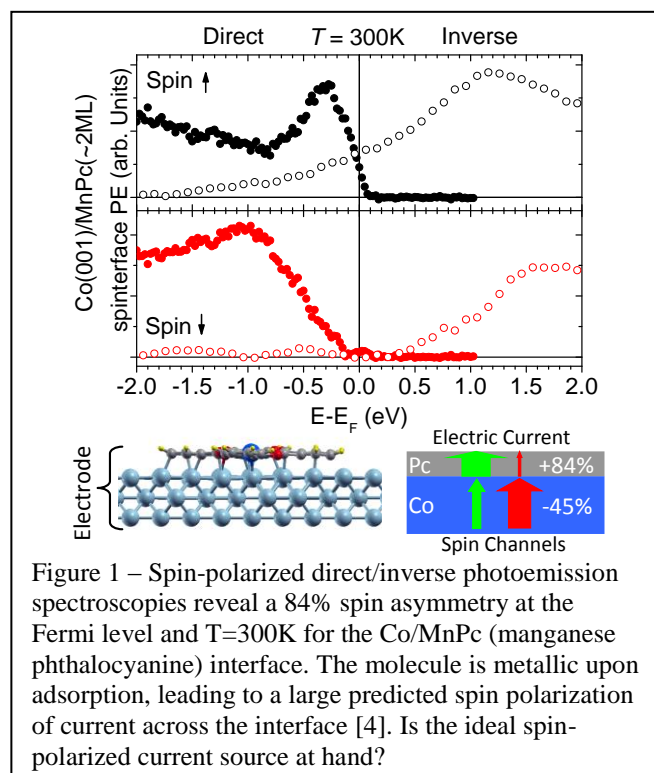 Direct T = 300K Inverse
Spin ↑
Co(001)/MnPc(~2ML)
spinterface PE (arb. Units)
Spin ↓
-2.0 -1.5 -1.0 -0.5 0.0 0.5 1.0 1.5 2.0
E-E_F (eV)
Electrode
Electric Current
Pc +84%
Co -45%
Spin Channels
Figure 1 – Spin-polarized direct/inverse photoemission
spectroscopies reveal a 84% spin asymmetry at the
Fermi level and T=300K for the Co/MnPc (manganese
phthalocyanine) interface. The molecule is metallic upon
adsorption, leading to a large predicted spin polarization
of current across the interface [4]. Is the ideal spin-
polarized current source at hand?